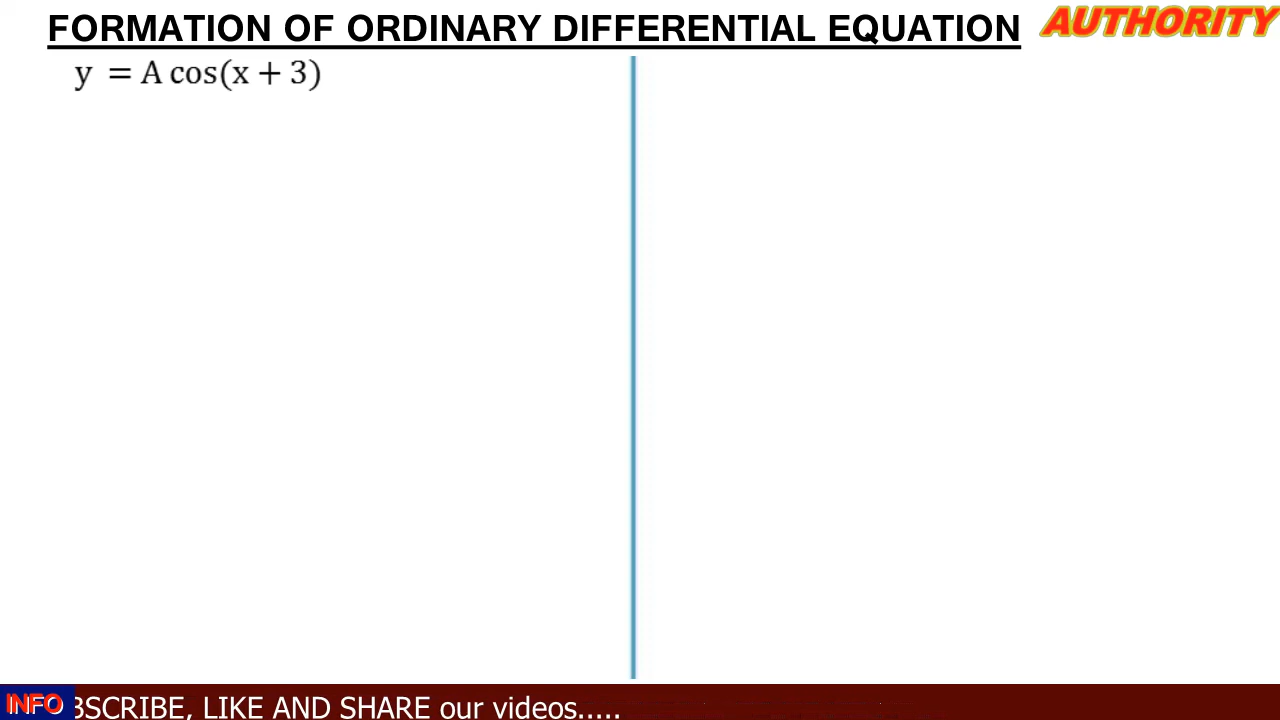 FORMATION OF ORDINARY DIFFERENTIAL EQUATION
AUTHORITY
y = A cos(x + 3)
INFO
BSCRIBE, LIKE AND SHARE our videos.....